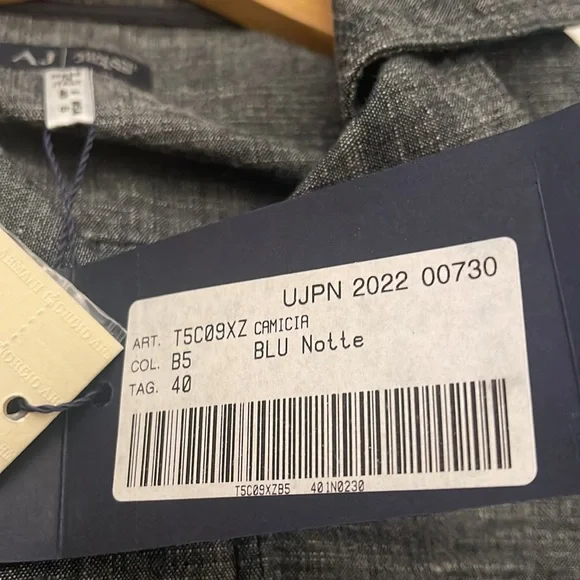 AJ
UJPN 2022 00730
ART. T5C09XZ CAMICIA
COL. B5 BLU Notte
TAG. 40
T5C09XZB5 401N0230